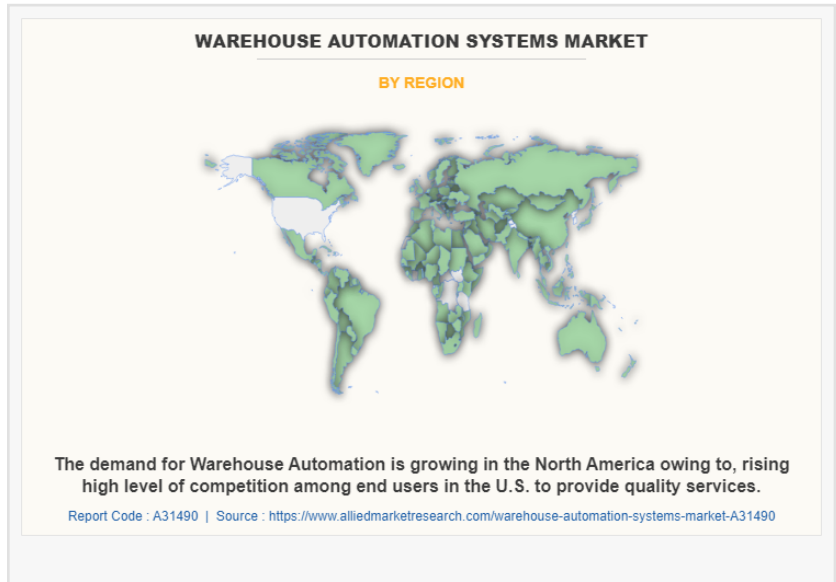 WAREHOUSE AUTOMATION SYSTEMS MARKET
BY REGION
The demand for Warehouse Automation is growing in the North America owing to, rising
high level of competition among end users in the U.S. to provide quality services.
Report Code : A31490 | Source : https://www.alliedmarketresearch.com/warehouse-automation-systems-market-A31490